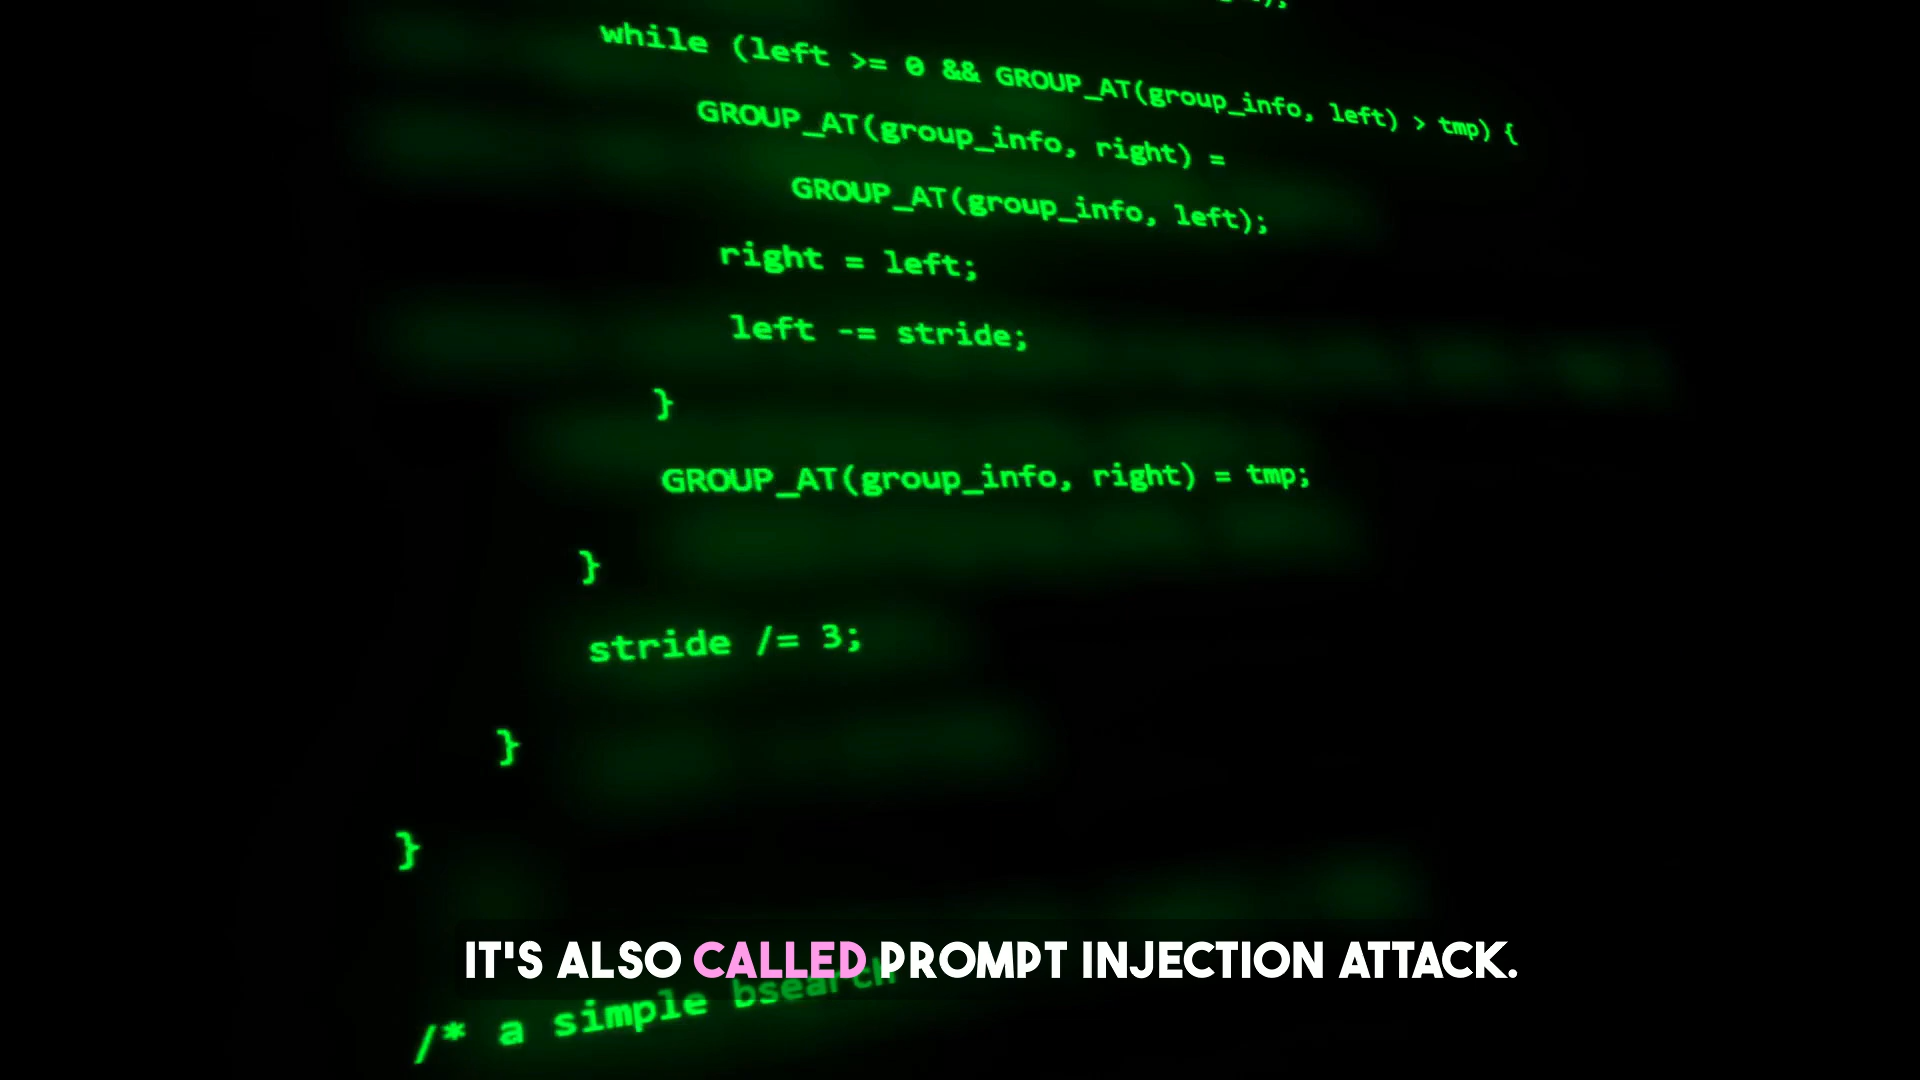 while (left >= 0 && GROUP_AT(group_info, left) > tmp) {
GROUP_AT(group_info, right) =
GROUP_AT(group_info, left);
right = left;
left -= stride;
}
GROUP_AT(group_info, right) = tmp;
}
stride /= 3;
}
}
IT'S ALSO CALLED PROMPT INJECTION ATTACK.
/* a simple bsearch